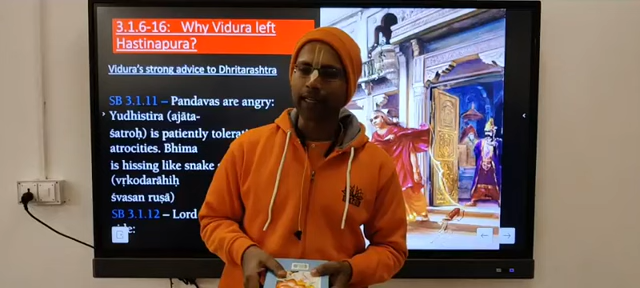 3.1.6-16: Why Vidura left
Hastinapura?
Vidura's strong advice to Dhritarashtra
SB 3.1.11 – Pandavas are angry:
Yudhistira (ajāta-
śatroḥ) is patiently
atrocities. Bhima
is hissing like snake
(vṛkodarāhiḥ
śvasan ruṣā)
SB 3.1.12 – Lord